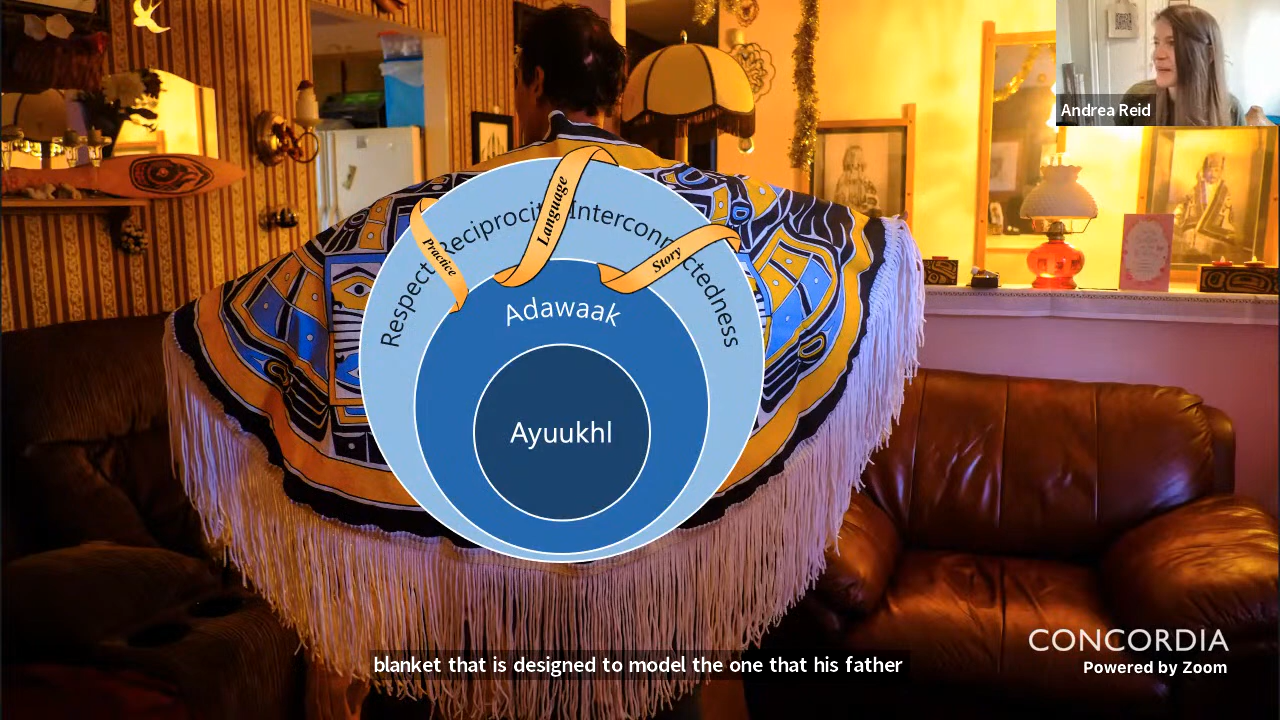 Andrea Reid
Respect Reciprocity Interconnectedness
Practice
Language
Story
Adawaak
Ayuukhl
blanket that is designed to model the one that his father
CONCORDIA
Powered by Zoom